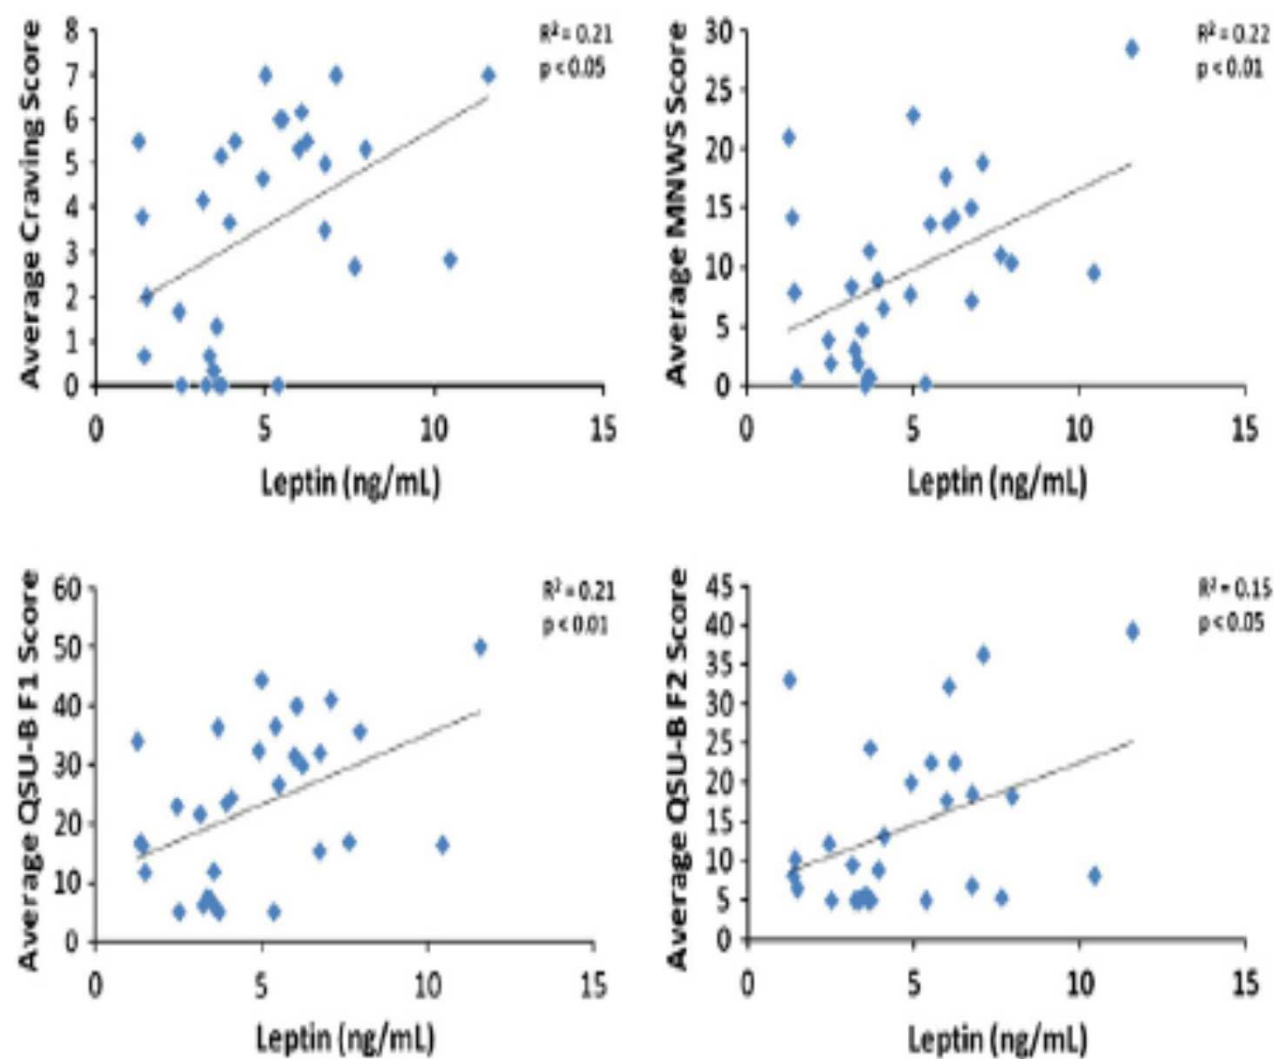 Average Craving Score
8
7
6
5
4
3
2
1
0
0 5 10 15
Leptin (ng/mL)
R² = 0.21
p < 0.05
Average MNWS Score
30
25
20
15
10
5
0
0 5 10 15
Leptin (ng/mL)
R² = 0.22
p < 0.01
Average QSU-B F1 Score
60
50
40
30
20
10
0
0 5 10 15
Leptin (ng/mL)
R² = 0.21
p < 0.01
Average QSU-B F2 Score
45
40
35
30
25
20
15
10
5
0
0 5 10 15
Leptin (ng/mL)
R² = 0.15
p < 0.05